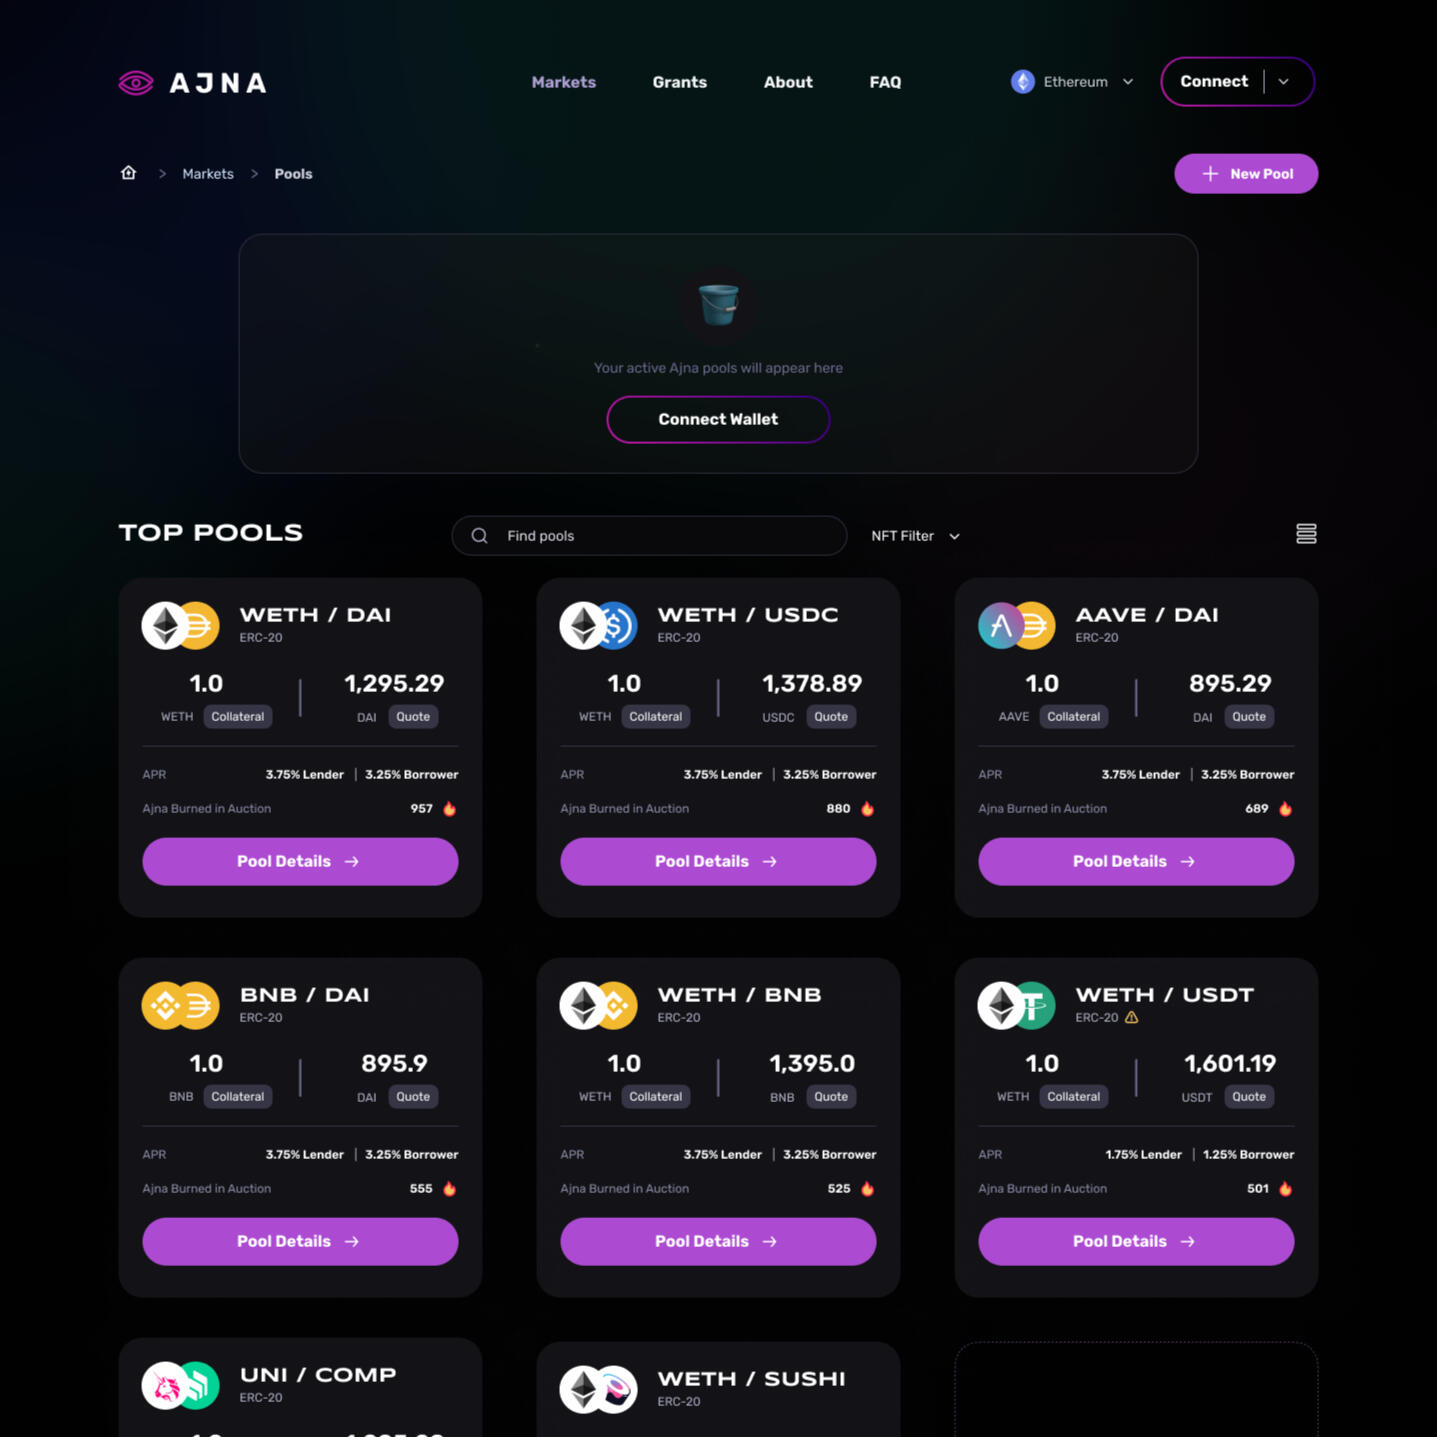 AJNA
Markets
Grants
About
FAQ
Ethereum
Connect
Markets > Pools
New Pool
Your active Ajna pools will appear here
Connect Wallet
TOP POOLS
Find pools
NFT Filter
WETH / DAI
ERC-20
1.0
1,295.29
WETH Collateral
DAI Quote
APR
3.75% Lender | 3.25% Borrower
Ajna Burned in Auction
957
Pool Details →
WETH / USDC
ERC-20
1.0
1,378.89
WETH Collateral
USDC Quote
APR
3.75% Lender | 3.25% Borrower
Ajna Burned in Auction
880
Pool Details →
AAVE / DAI
ERC-20
1.0
895.29
AAVE Collateral
DAI Quote
APR
3.75% Lender | 3.25% Borrower
Ajna Burned in Auction
689
Pool Details →
BNB / DAI
ERC-20
1.0
895.9
BNB Collateral
DAI Quote
APR
3.75% Lender | 3.25% Borrower
Ajna Burned in Auction
555
Pool Details →
WETH / BNB
ERC-20
1.0
1,395.0
WETH Collateral
BNB Quote
APR
3.75% Lender | 3.25% Borrower
Ajna Burned in Auction
525
Pool Details →
WETH / USDT
ERC-20
1.0
1,601.19
WETH Collateral
USDT Quote
APR
1.75% Lender | 1.25% Borrower
Ajna Burned in Auction
501
Pool Details →
UNI / COMP
ERC-20
WETH / SUSHI
ERC-20